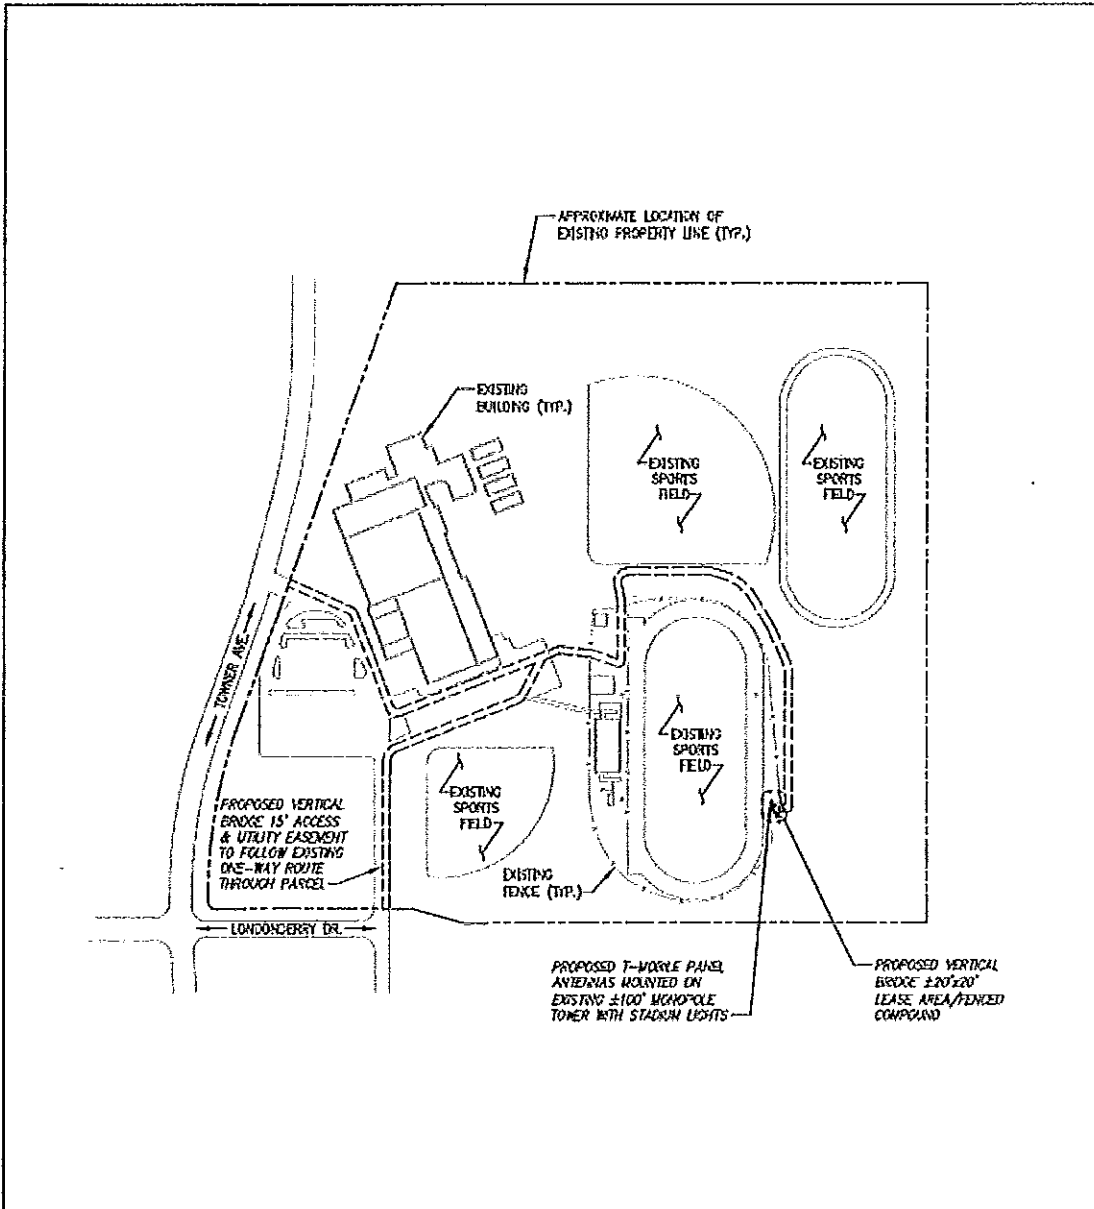 APPROXIMATE LOCATION OF
EXISTING PROPERTY LINE (TYP.)
EXISTING
BUILDING (TYP.)
EXISTING
SPORTS
FIELD
EXISTING
SPORTS
FIELD
TOWNER AVE.
EXISTING
SPORTS
FIELD
EXISTING
SPORTS
FIELD
PROPOSED VERTICAL
BRIDGE 15' ACCESS
& UTILITY EASEMENT
TO FOLLOW EXISTING
ONE-WAY ROUTE
THROUGH PARCEL
EXISTING
FENCE (TYP.)
LONDONDERRY DR.
PROPOSED T-MOBILE PANEL
ANTENNAS MOUNTED ON
EXISTING ±100' MONOPOLE
TOWER WITH STADIUM LIGHTS
PROPOSED VERTICAL
BRIDGE ±20'x20'
LEASE AREA/FENCED
COMPOUND